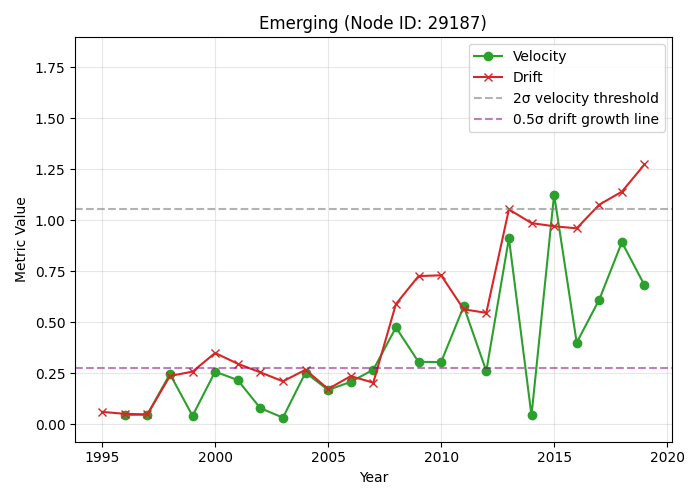 Emerging (Node ID: 29187)
Velocity
Drift
2σ velocity threshold
0.5σ drift growth line
Metric Value
1.75
1.50
1.25
1.00
0.75
0.50
0.25
0.00
1995
2000
2005
2010
2015
2020
Year